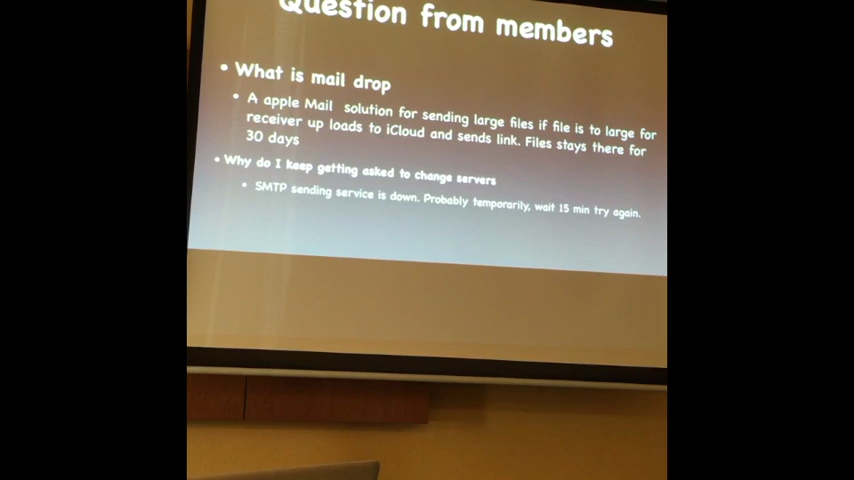 Question from members
• What is mail drop
• A apple Mail solution for sending large files if file is to large for
receiver up loads to iCloud and sends link. Files stays there for
30 days
• Why do I keep getting asked to change servers
• SMTP sending service is down. Probably temporarily, wait 15 min try again.